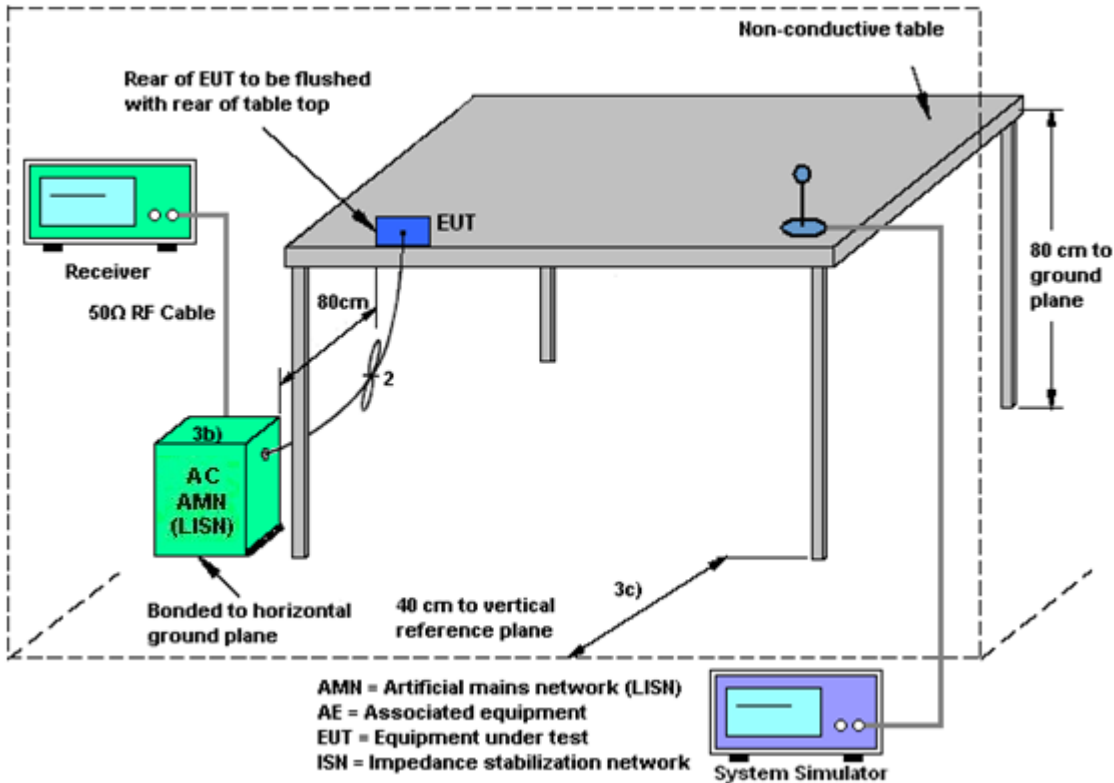 Non-conductive table
Rear of EUT to be flushed
with rear of table top
EUT
Receiver
80 cm to
ground
plane
80cm
50Ω RF Cable
2
3b)
AC
AMN
(LISN)
3c)
Bonded to horizontal
ground plane
40 cm to vertical
reference plane
AMN = Artificial mains network (LISN)
AE = Associated equipment
EUT = Equipment under test
ISN = Impedance stabilization network
System Simulator